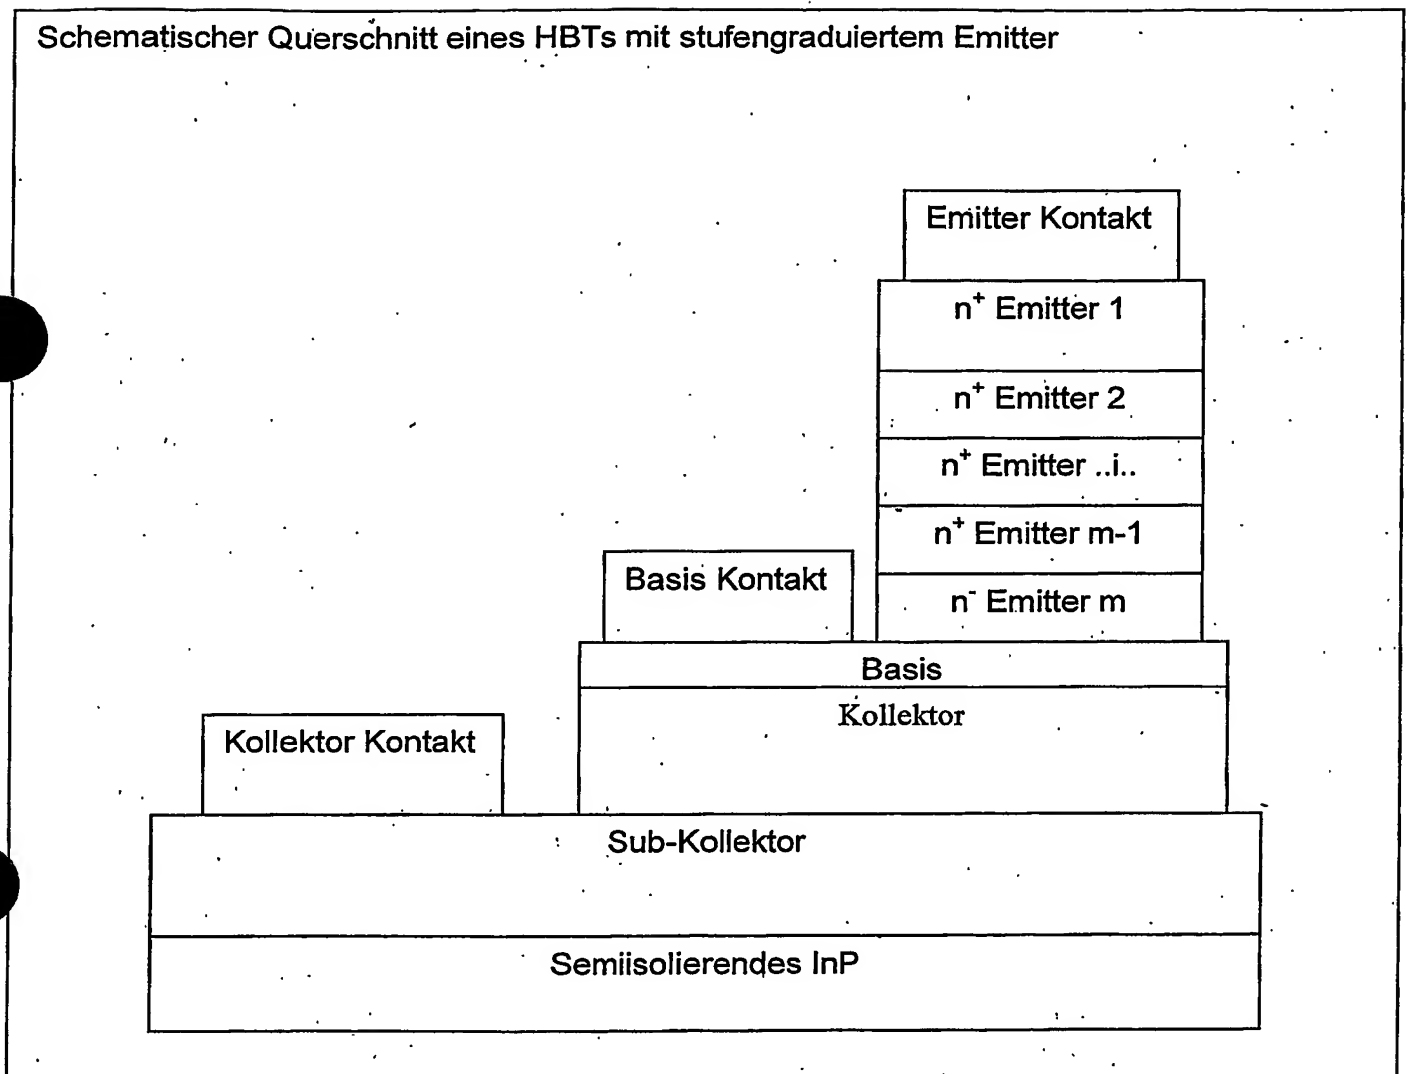 Schematischer Querschnitt eines HBTs mit stufengraduiertem Emitter
Emitter Kontakt
n⁺ Emitter 1
n⁺ Emitter 2
n⁺ Emitter ..i..
n⁺ Emitter m-1
n⁻ Emitter m
Basis Kontakt
Basis
Kollektor
Kollektor Kontakt
Sub-Kollektor
Semiisolierendes InP